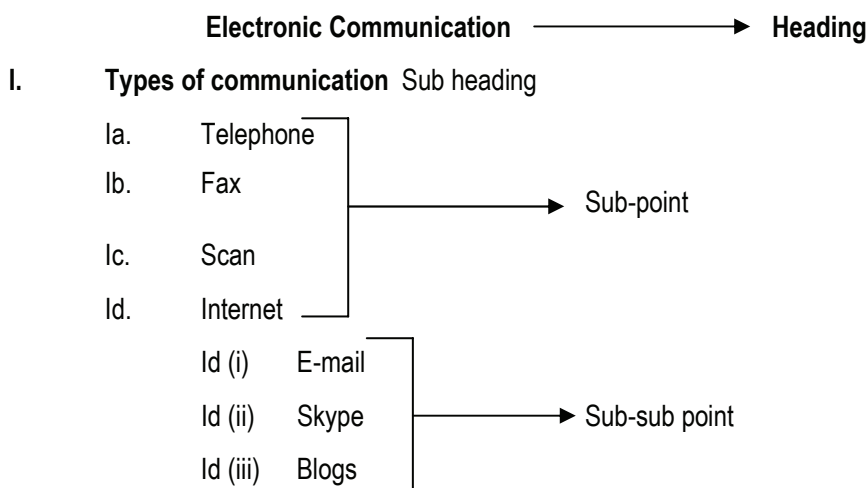 Electronic Communication Heading
I. Types of communication Sub heading
Ia. Telephone
Ib. Fax
Sub-point
Ic. Scan
Id. Internet
Id (i) E-mail
Id (ii) Skype Sub-sub point
Id (iii) Blogs